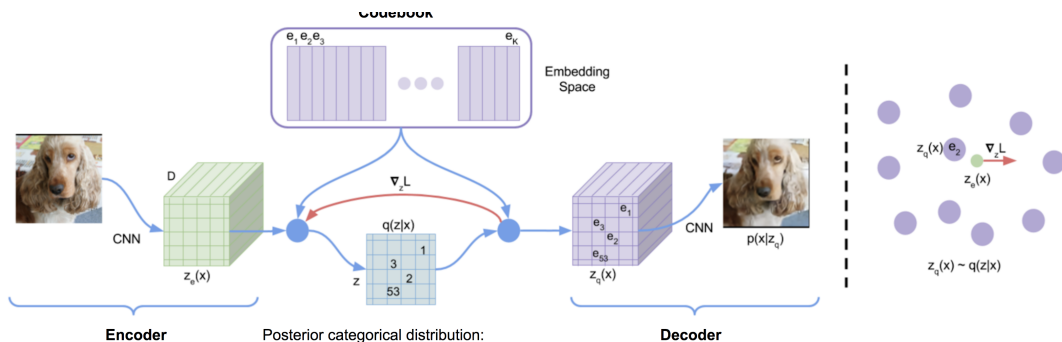 Codebook
e1 e2 e3 eK
Embedding
Space
D
CNN
ze(x)
∇zL
q(z|x)
1
3
2
53
z
e1
e3
e2
e53
zq(x)
CNN
p(x|zq)
zq(x) e2 ∇zL
ze(x)
zq(x) ~ q(z|x)
Encoder
Posterior categorical distribution:
Decoder